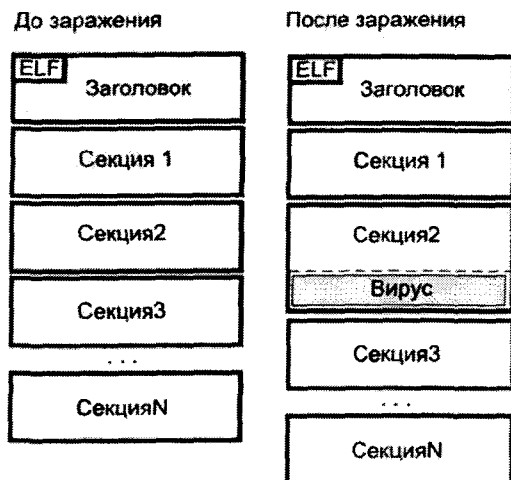 До заражения
ELF
Заголовок
Секция 1
Секция2
Секция3
. . .
СекцияN
После заражения
ELF
Заголовок
Секция 1
Секция2
Вирус
Секция3
. . .
СекцияN